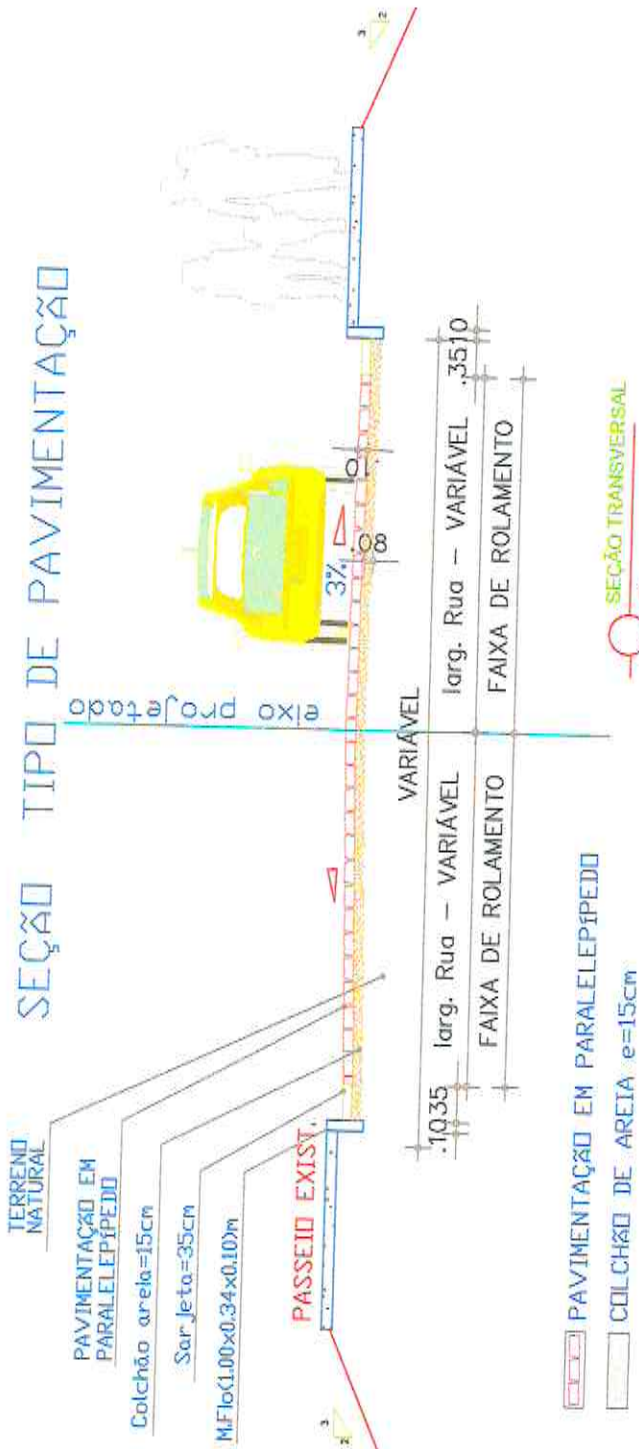 SEÇÃO TIPO DE PAVIMENTAÇÃO
TERRENO
NATURAL
PAVIMENTAÇÃO EM
PARALELEPíPEDO
Colchão areia=15cm
Sarjeta=35cm
M.Fio(1.00x0.34x0.10)m
PASSEIO EXIST.
eixo projetado
3%
.08
.10
3
2
3
2
VARIÁVEL
.1035
larg. Rua – VARIÁVEL
larg. Rua – VARIÁVEL
.3510
FAIXA DE ROLAMENTO
FAIXA DE ROLAMENTO
PAVIMENTAÇÃO EM PARALELEPíPEDO
COLCHÃO DE AREIA e=15cm
SEÇÃO TRANSVERSAL